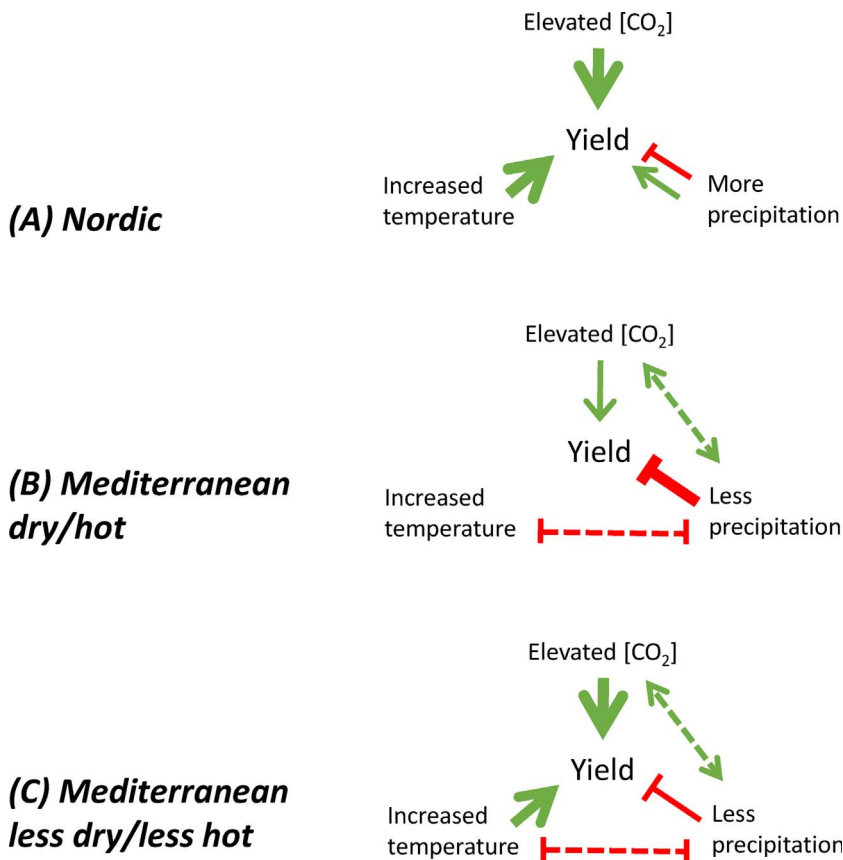 Elevated [CO₂]
Yield
Increased
temperature
More
precipitation
(A) Nordic
Elevated [CO₂]
Yield
(B) Mediterranean
dry/hot
Increased
temperature
Less
precipitation
Elevated [CO₂]
Yield
(C) Mediterranean
less dry/less hot
Increased
temperature
Less
precipitation